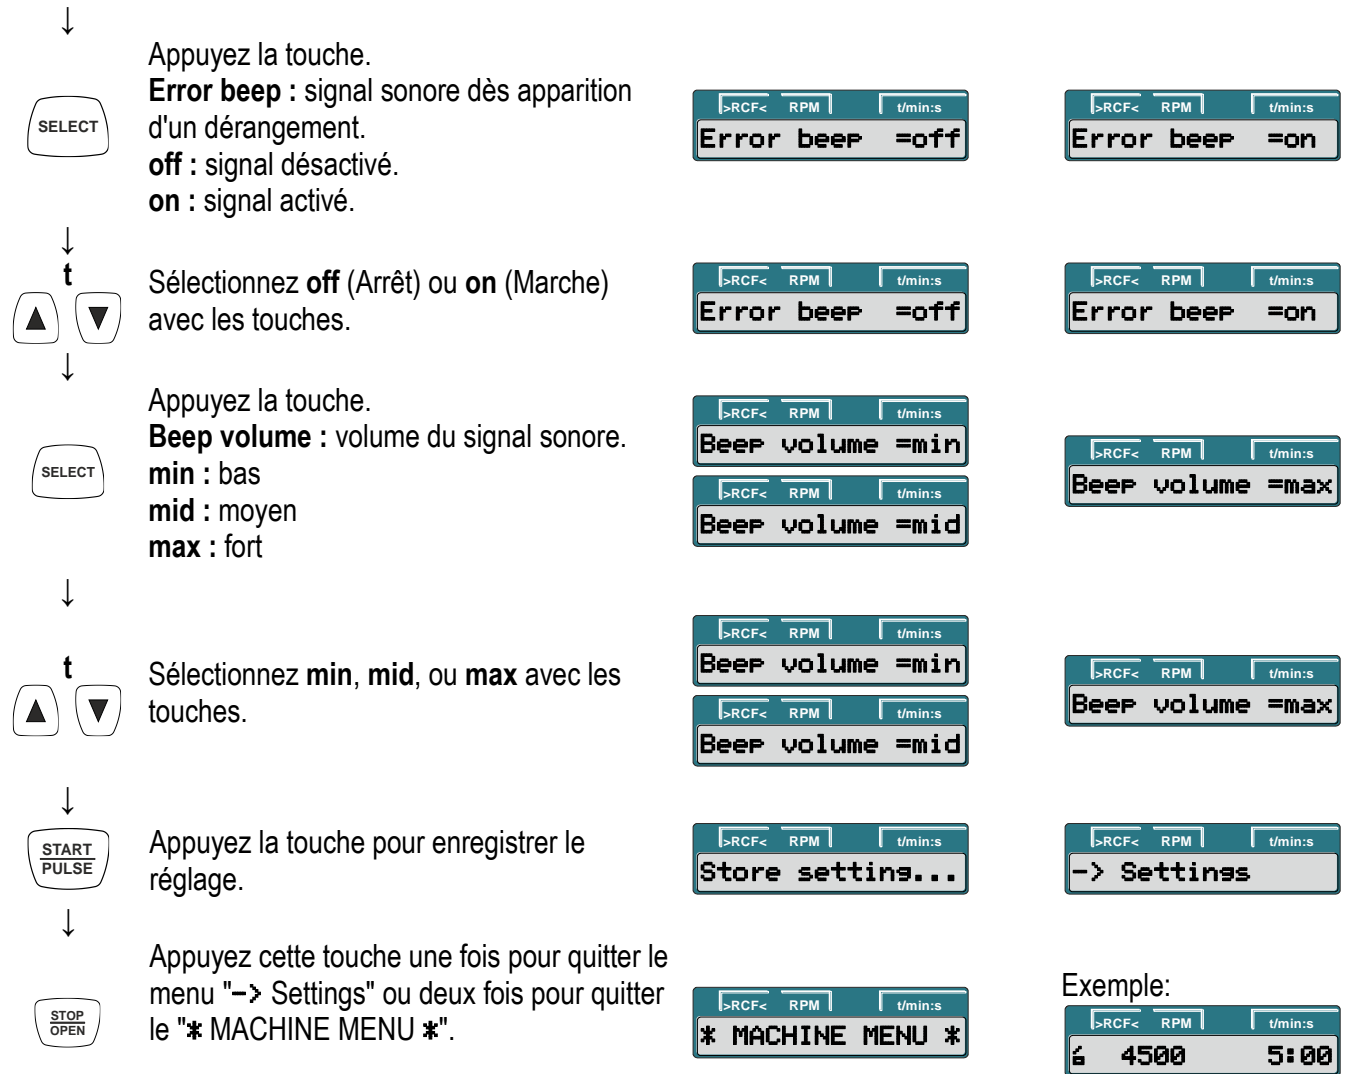 ↓
Appuyez la touche.
Error beep : signal sonore dès apparition
d'un dérangement.
off : signal désactivé.
on : signal activé.
SELECT
>RCF< RPM t/min:s
Error beep =off
>RCF< RPM t/min:s
Error beep =on
↓
t
▲ ▼
Sélectionnez off (Arrêt) ou on (Marche)
avec les touches.
>RCF< RPM t/min:s
Error beep =off
>RCF< RPM t/min:s
Error beep =on
↓
Appuyez la touche.
Beep volume : volume du signal sonore.
min : bas
mid : moyen
max : fort
SELECT
>RCF< RPM t/min:s
Beep volume =min
>RCF< RPM t/min:s
Beep volume =mid
>RCF< RPM t/min:s
Beep volume =max
↓
t
▲ ▼
Sélectionnez min, mid, ou max avec les
touches.
>RCF< RPM t/min:s
Beep volume =min
>RCF< RPM t/min:s
Beep volume =mid
>RCF< RPM t/min:s
Beep volume =max
↓
START
PULSE
Appuyez la touche pour enregistrer le
réglage.
>RCF< RPM t/min:s
Store setting...
>RCF< RPM t/min:s
-> Settings
↓
STOP
OPEN
Appuyez cette touche une fois pour quitter le
menu "-> Settings" ou deux fois pour quitter
le "* MACHINE MENU *".
>RCF< RPM t/min:s
* MACHINE MENU *
Exemple:
>RCF< RPM t/min:s
4500 5:00